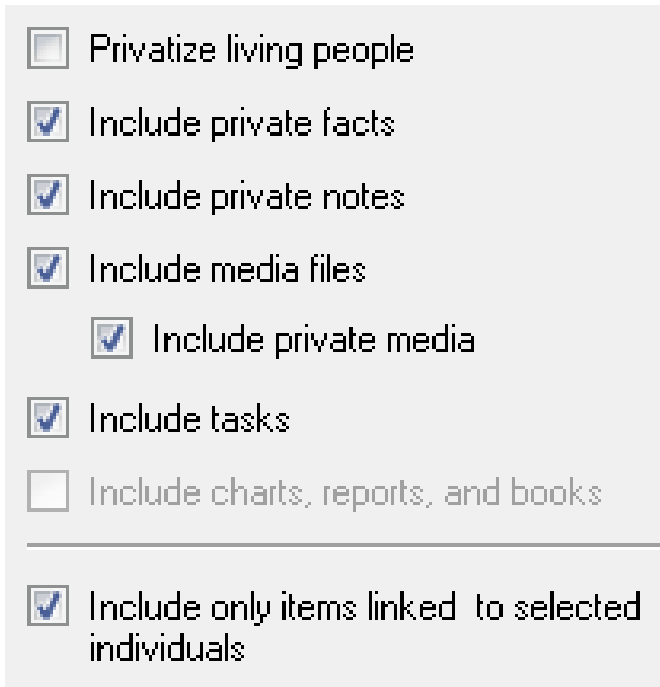 Privatize living people
Include private facts
Include private notes
Include media files
Include private media
Include tasks
Include charts, reports, and books
Include only items linked  to selected
individuals